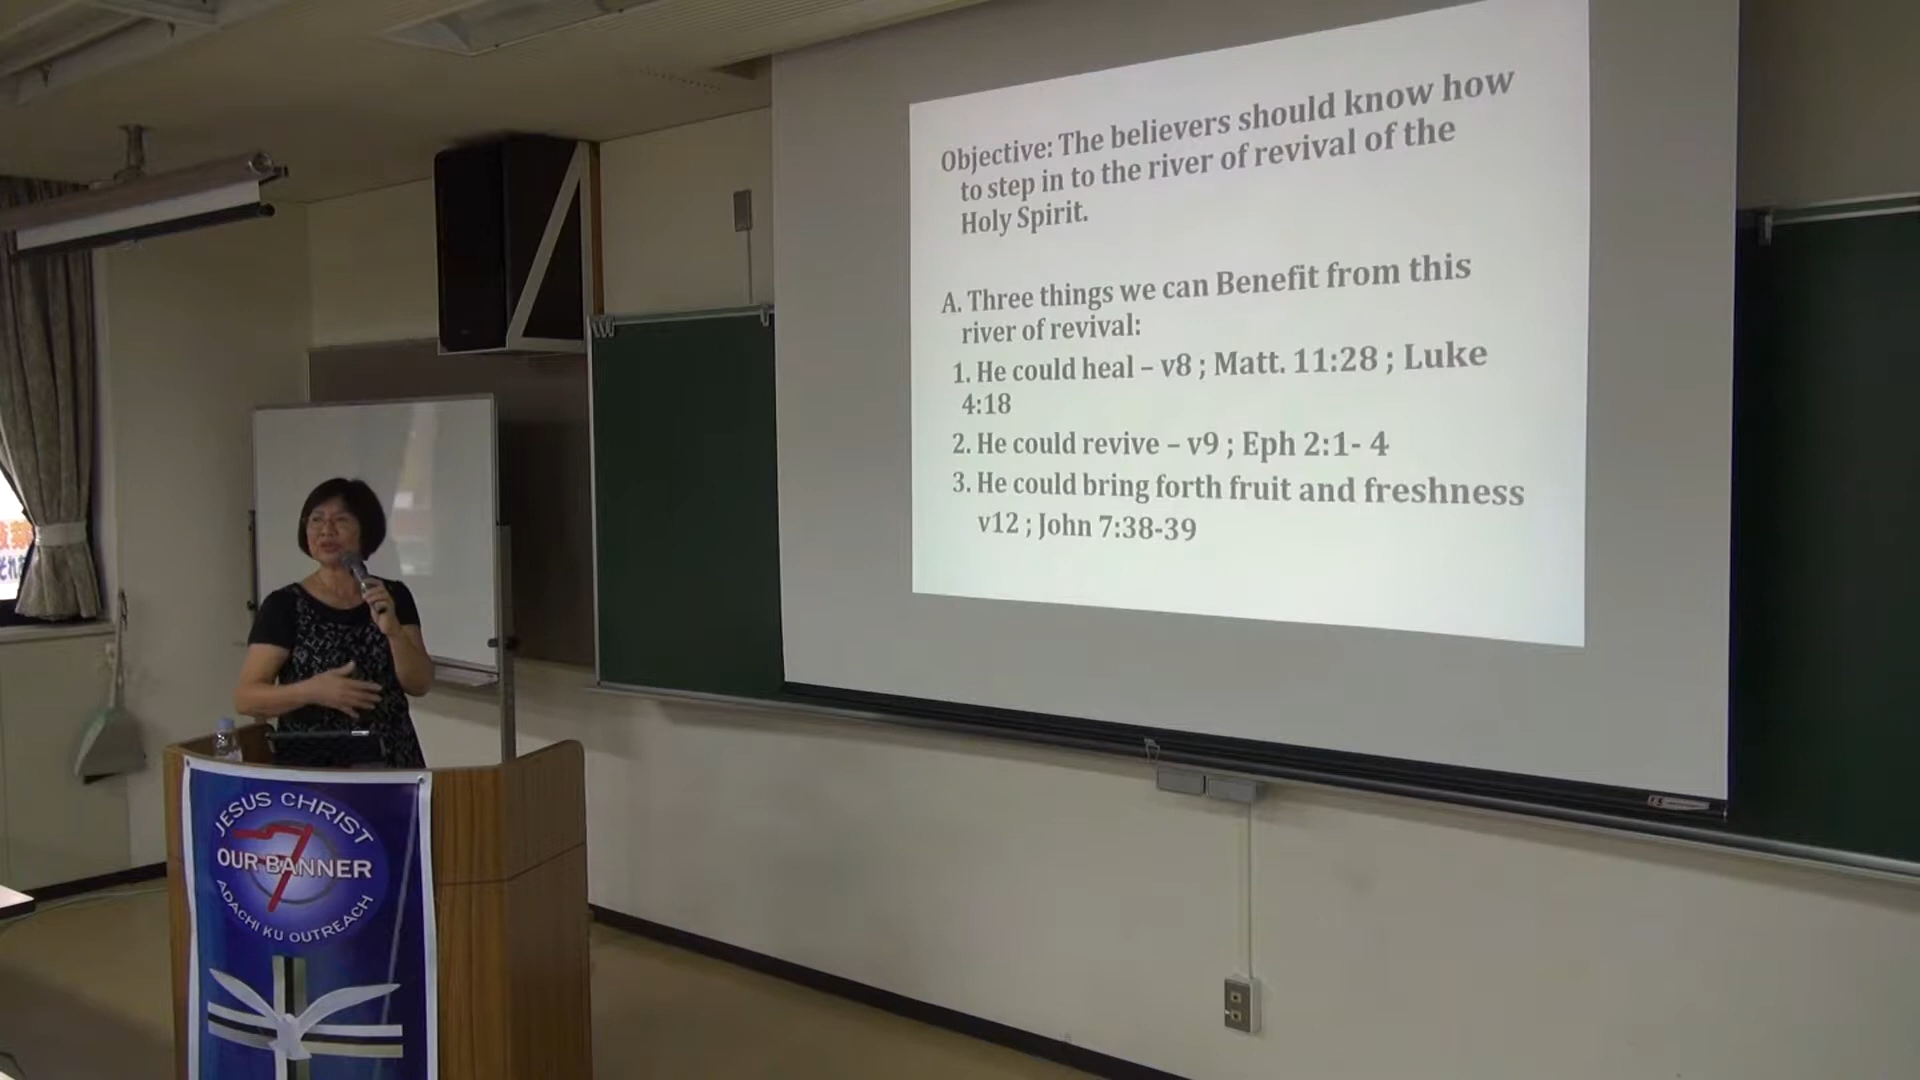 Objective: The believers should know how
to step in to the river of revival of the
Holy Spirit.
A. Three things we can Benefit from this
river of revival:
1. He could heal – v8 ; Matt. 11:28 ; Luke
4:18
2. He could revive – v9 ; Eph 2:1- 4
3. He could bring forth fruit and freshness
v12 ; John 7:38-39
JESUS CHRIST
OUR BANNER
ADACHI KU OUTREACH